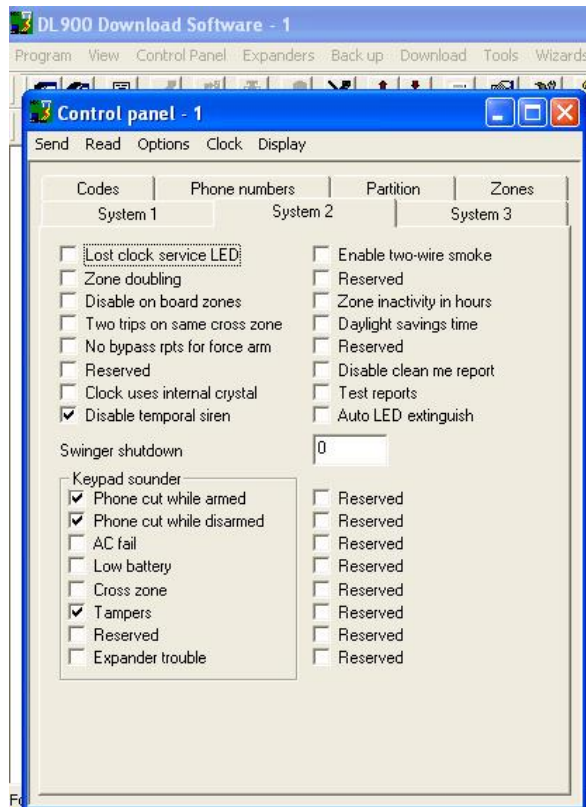 DL900 Download Software - 1
Program View Control Panel Expanders Back up Download Tools Wizards
Control panel - 1
Send Read Options Clock Display
Codes Phone numbers Partition Zones
System 1 System 2 System 3
Lost clock service LED Enable two-wire smoke
Zone doubling Reserved
Disable on board zones Zone inactivity in hours
Two trips on same cross zone Daylight savings time
No bypass rpts for force arm Reserved
Reserved Disable clean me report
Clock uses internal crystal Test reports
Disable temporal siren Auto LED extinguish
Swinger shutdown 0
Keypad sounder
Phone cut while armed Reserved
Phone cut while disarmed Reserved
AC fail Reserved
Low battery Reserved
Cross zone Reserved
Tampers Reserved
Reserved Reserved
Expander trouble Reserved